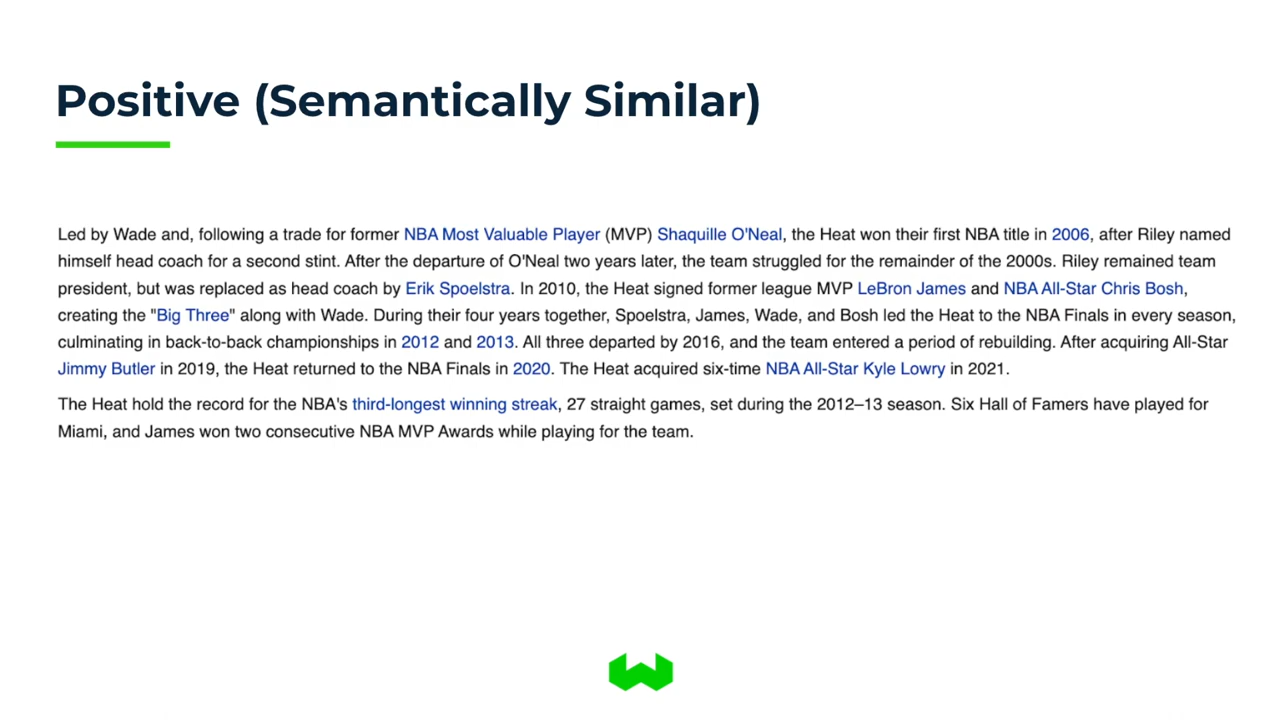 Positive (Semantically Similar)
Led by Wade and, following a trade for former NBA Most Valuable Player (MVP) Shaquille O'Neal, the Heat won their first NBA title in 2006, after Riley named
himself head coach for a second stint. After the departure of O'Neal two years later, the team struggled for the remainder of the 2000s. Riley remained team
president, but was replaced as head coach by Erik Spoelstra. In 2010, the Heat signed former league MVP LeBron James and NBA All-Star Chris Bosh,
creating the "Big Three" along with Wade. During their four years together, Spoelstra, James, Wade, and Bosh led the Heat to the NBA Finals in every season,
culminating in back-to-back championships in 2012 and 2013. All three departed by 2016, and the team entered a period of rebuilding. After acquiring All-Star
Jimmy Butler in 2019, the Heat returned to the NBA Finals in 2020. The Heat acquired six-time NBA All-Star Kyle Lowry in 2021.
The Heat hold the record for the NBA's third-longest winning streak, 27 straight games, set during the 2012–13 season. Six Hall of Famers have played for
Miami, and James won two consecutive NBA MVP Awards while playing for the team.